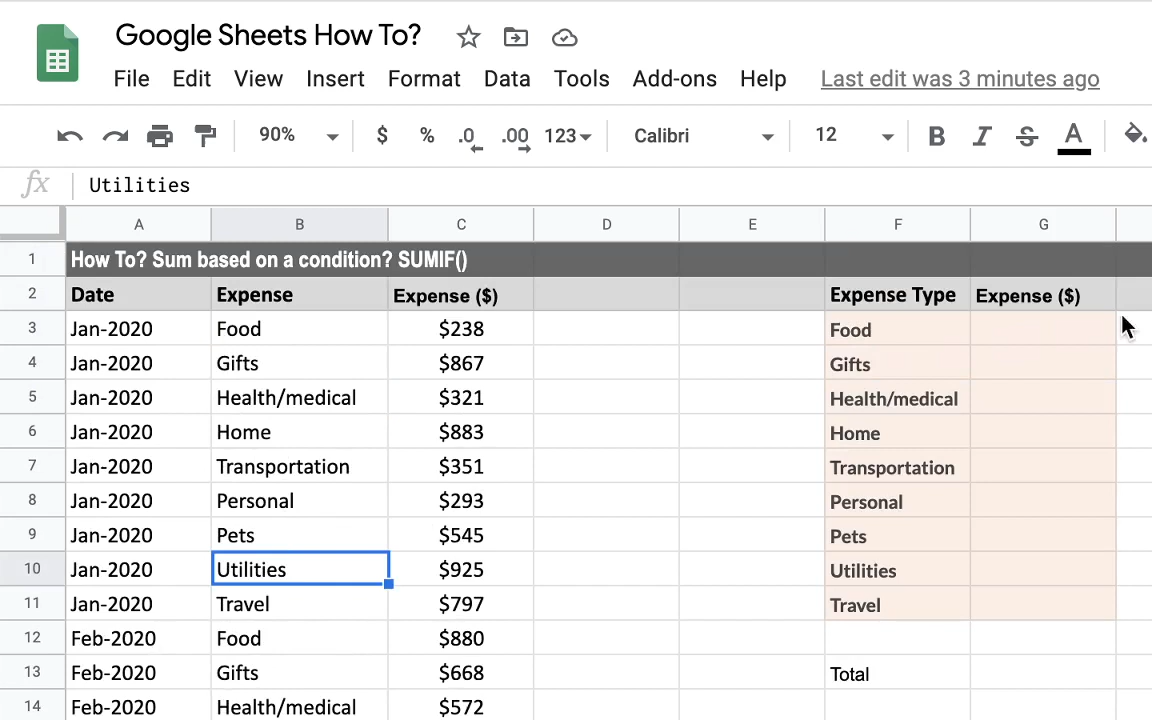 Google Sheets How To?
File Edit View Insert Format Data Tools Add-ons Help Last edit was 3 minutes ago
90% $ % .0 .00 123 Calibri 12 B I S A
fx Utilities
A B C D E F G
1 How To? Sum based on a condition? SUMIF()
2 Date Expense Expense ($) Expense Type Expense ($)
3 Jan-2020 Food $238 Food
4 Jan-2020 Gifts $867 Gifts
5 Jan-2020 Health/medical $321 Health/medical
6 Jan-2020 Home $883 Home
7 Jan-2020 Transportation $351 Transportation
8 Jan-2020 Personal $293 Personal
9 Jan-2020 Pets $545 Pets
10 Jan-2020 Utilities $925 Utilities
11 Jan-2020 Travel $797 Travel
12 Feb-2020 Food $880
13 Feb-2020 Gifts $668 Total
14 Feb-2020 Health/medical $572